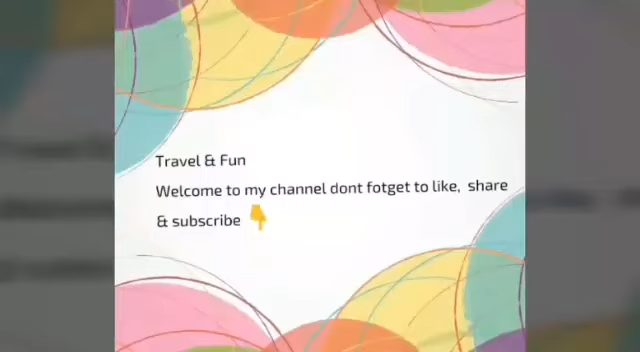 Travel & Fun
Welcome to my channel dont fotget to like, share
& subscribe 👇